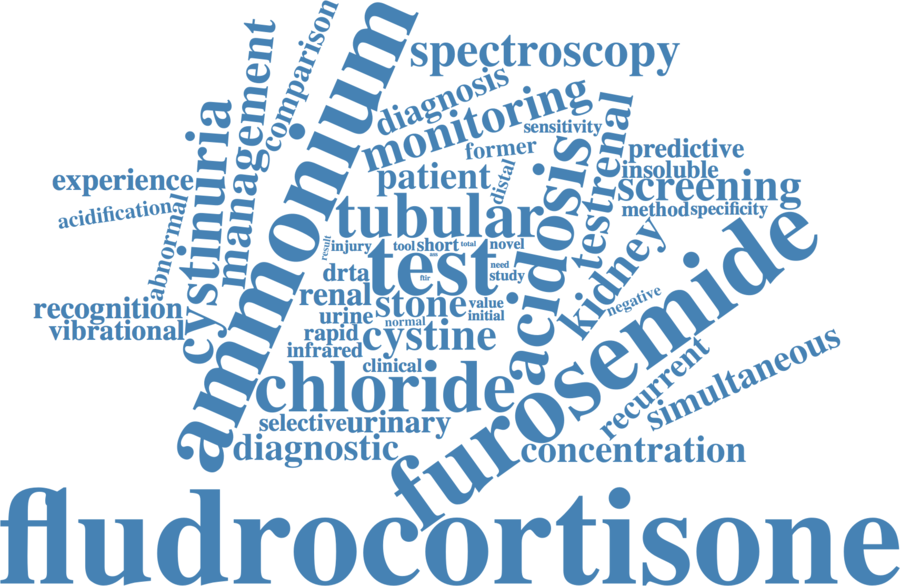 comparison
spectroscopy
management
ammonium
diagnosis
monitoring
sensitivity
cystinuria
former
testrenal
predictive
experience
patient
distal
acidosis
insoluble
screening
acidification
abnormal
tubular
method
specificity
furosemide
result
injury
tool
short
total
novel
am
test
kidney
drta
ftir
need
study
renal
stone
value
negative
recognition
urine
normal
initial
vibrational
rapid
cystine
infrared
clinical
recurrent
simultaneous
chloride
selective
urinary
diagnostic
concentration
fludrocortisone